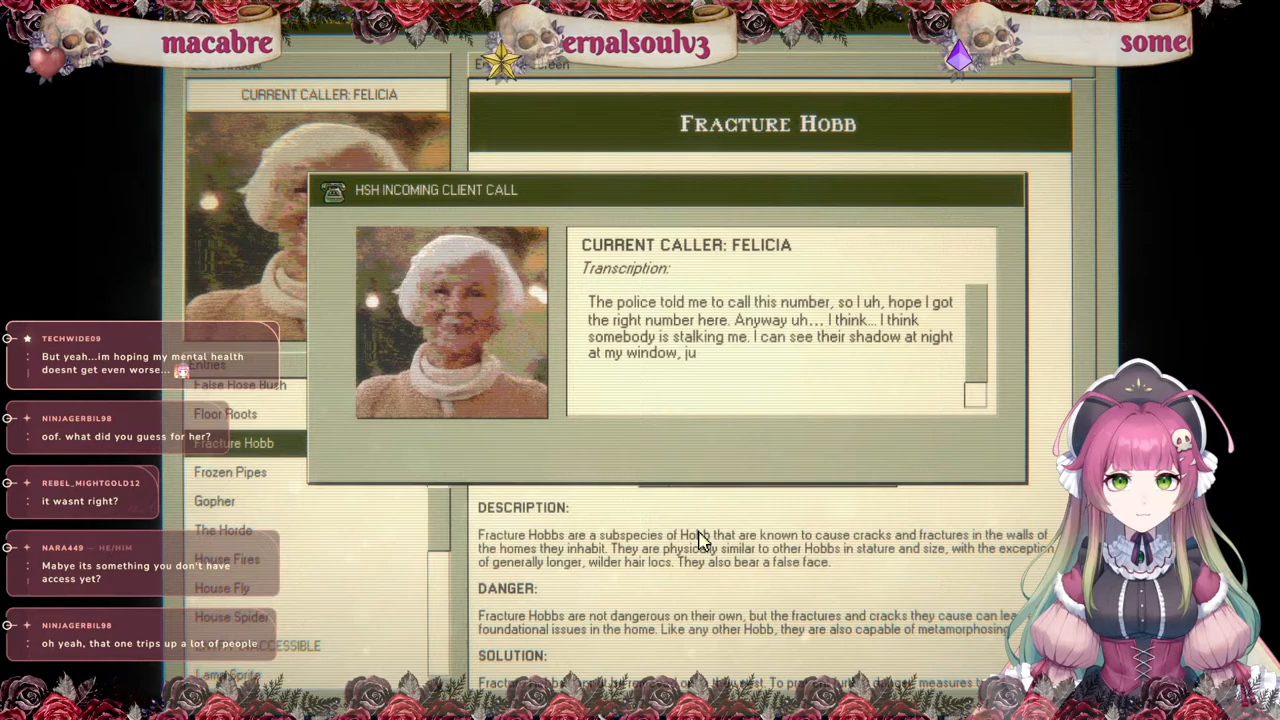 macabre
ernalsoulv3
some
CURRENT CALLER: FELICIA
FRACTURE HOBB
HSH INCOMING CLIENT CALL
CURRENT CALLER: FELICIA
Transcription:
The police told me to call this number, so I uh, hope I got
the right number here. Anyway uh... I think... I think
somebody is stalking me. I can see their shadow at night
at my window, ju
TECHWIDE09
But yeah...im hoping my mental health
doesnt get even worse...
NINJAGERBIL98
oof. what did you guess for her?
REBEL_MIGHTGOLD12
it wasnt right?
NARA449 — HE/HIM
Mabye its something you don't have
access yet?
NINJAGERBIL98
oh yeah, that one trips up a lot of people
Entries
False Hose Bush
Floor Roots
Fracture Hobb
Frozen Pipes
Gopher
The Horde
House Fires
House Fly
House Spider
CCESSIBLE
Lamp Sprite
DESCRIPTION:
Fracture Hobbs are a subspecies of Hobb that are known to cause cracks and fractures in the walls of
the homes they inhabit. They are physically similar to other Hobbs in stature and size, with the exception
of generally longer, wilder hair locs. They also bear a false face.
DANGER:
Fracture Hobbs are not dangerous on their own, but the fractures and cracks they cause can lea
foundational issues in the home. Like any other Hobb, they are also capable of metamorphosing
SOLUTION: